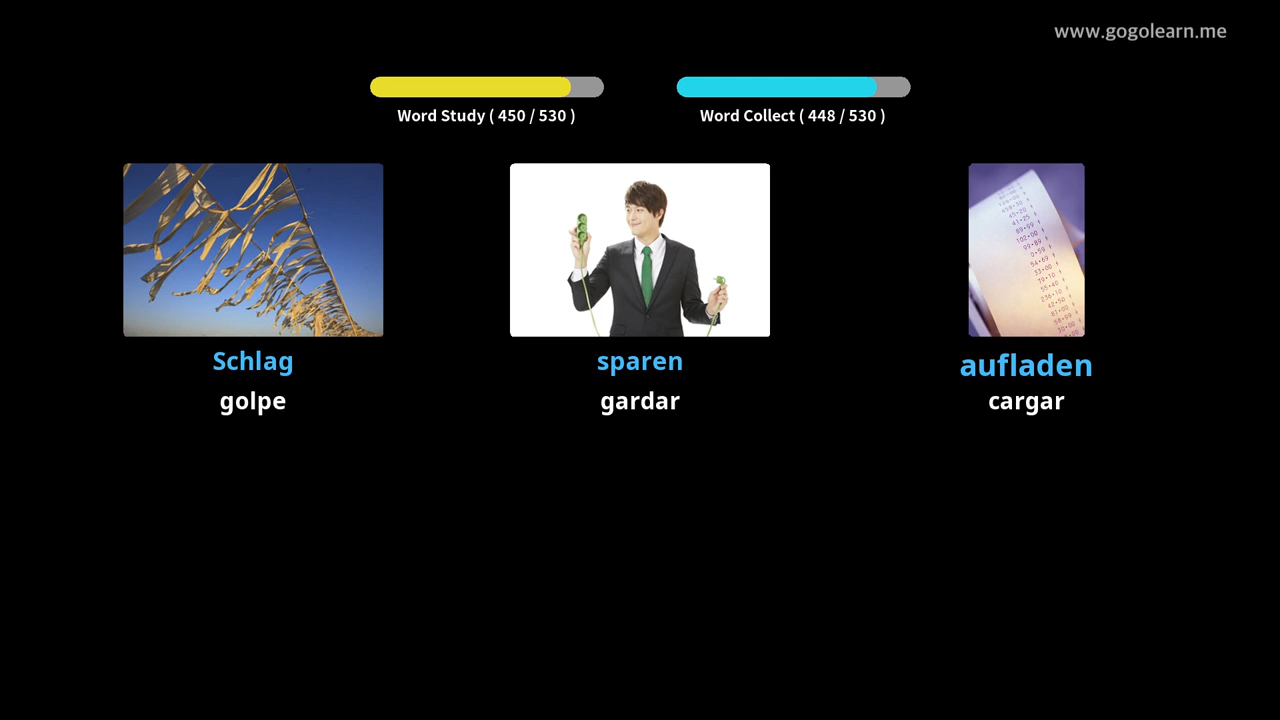 www.gogolearn.me
Word Study ( 450 / 530 )
Word Collect ( 448 / 530 )
Schlag
sparen
aufladen
golpe
gardar
cargar